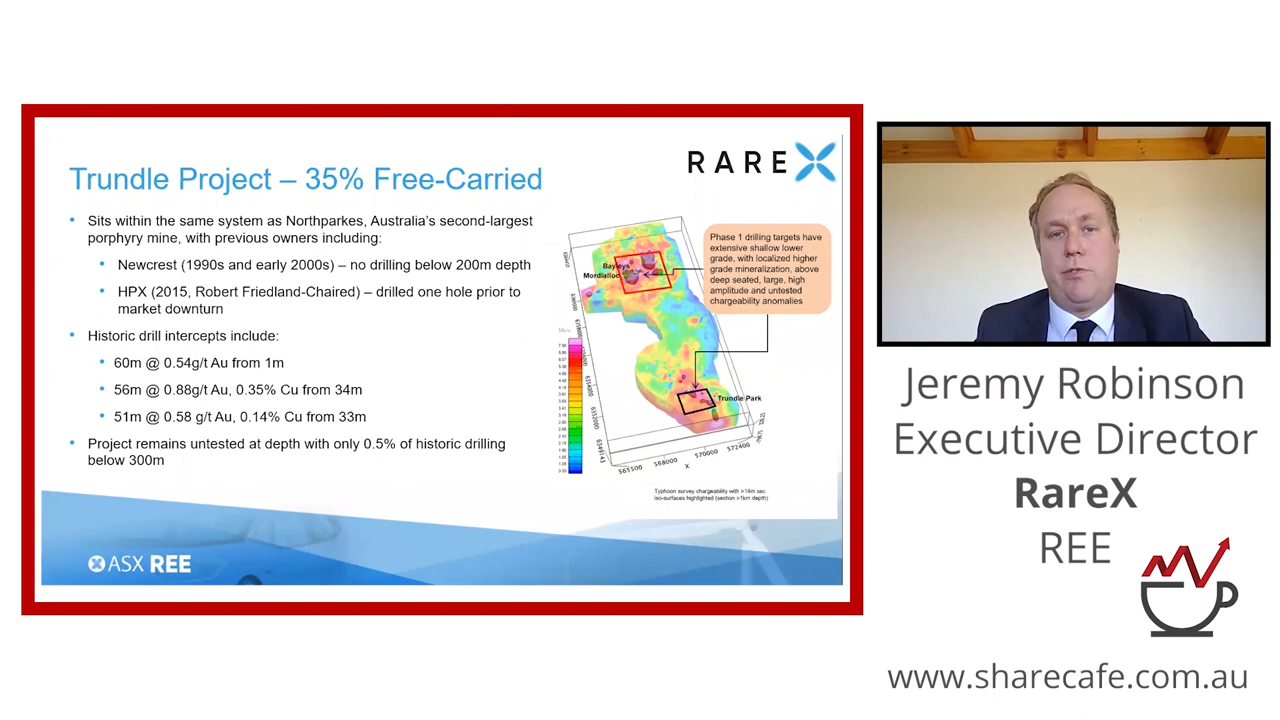 RAREX
Trundle Project – 35% Free-Carried
• Sits within the same system as Northparkes, Australia's second-largest
porphyry mine, with previous owners including:
• Newcrest (1990s and early 2000s) – no drilling below 200m depth
• HPX (2015, Robert Friedland-Chaired) – drilled one hole prior to
market downturn
• Historic drill intercepts include:
• 60m @ 0.54g/t Au from 1m
• 56m @ 0.88g/t Au, 0.35% Cu from 34m
• 51m @ 0.58 g/t Au, 0.14% Cu from 33m
• Project remains untested at depth with only 0.5% of historic drilling
below 300m
Phase 1 drilling targets have
extensive shallow lower
grade, with localized higher
grade mineralization, above
deep seated, large, high
amplitude and untested
chargeability anomalies
Bayleys
Mordialloc
Trundle Park
565500
568000
570000
572400
X
Typhoon survey chargeability with >14m sec
iso-surfaces highlighted (section >1km depth)
ASX REE
Jeremy Robinson
Executive Director
RareX
REE
www.sharecafe.com.au